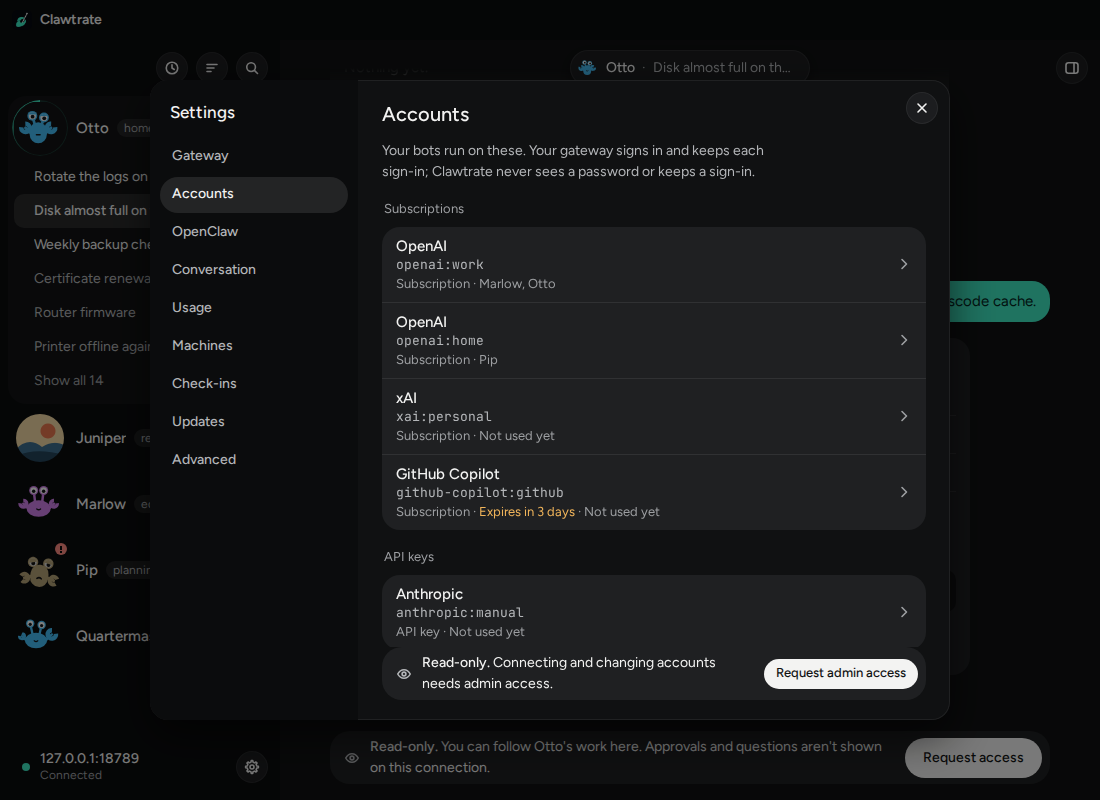 Clawtrate
Otto · Disk almost full on th...
Otto
Rotate the logs on
Disk almost full on
Weekly backup che
Certificate renewa
Router firmware
Printer offline again
Show all 14
Juniper
Marlow
Pip
plannin
Quarterma
127.0.0.1:18789
Connected
Settings
Gateway
Accounts
OpenClaw
Conversation
Usage
Machines
Check-ins
Updates
Advanced
Accounts
Your bots run on these. Your gateway signs in and keeps each
sign-in; Clawtrate never sees a password or keeps a sign-in.
Subscriptions
OpenAI
openai:work
Subscription · Marlow, Otto
OpenAI
openai:home
Subscription · Pip
xAI
xai:personal
Subscription · Not used yet
GitHub Copilot
github-copilot:github
Subscription · Expires in 3 days · Not used yet
API keys
Anthropic
anthropic:manual
API key · Not used yet
Read-only. Connecting and changing accounts
needs admin access.
Request admin access
scode cache.
Read-only. You can follow Otto's work here. Approvals and questions aren't shown
on this connection.
Request access